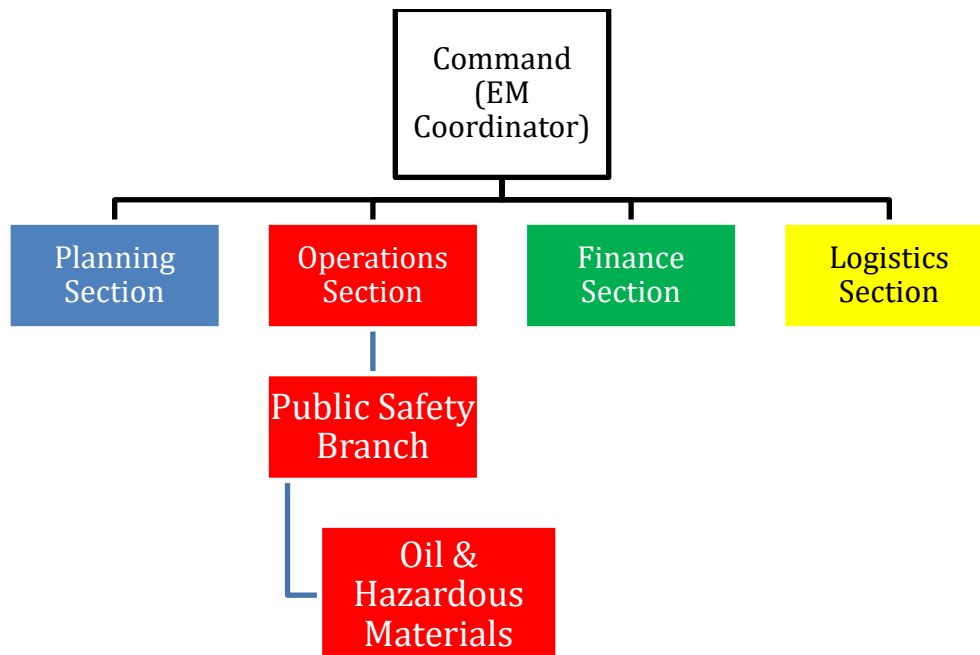 Command
(EM
Coordinator)
Planning
Section
Operations
Section
Finance
Section
Logistics
Section
Public Safety
Branch
Oil &
Hazardous
Materials